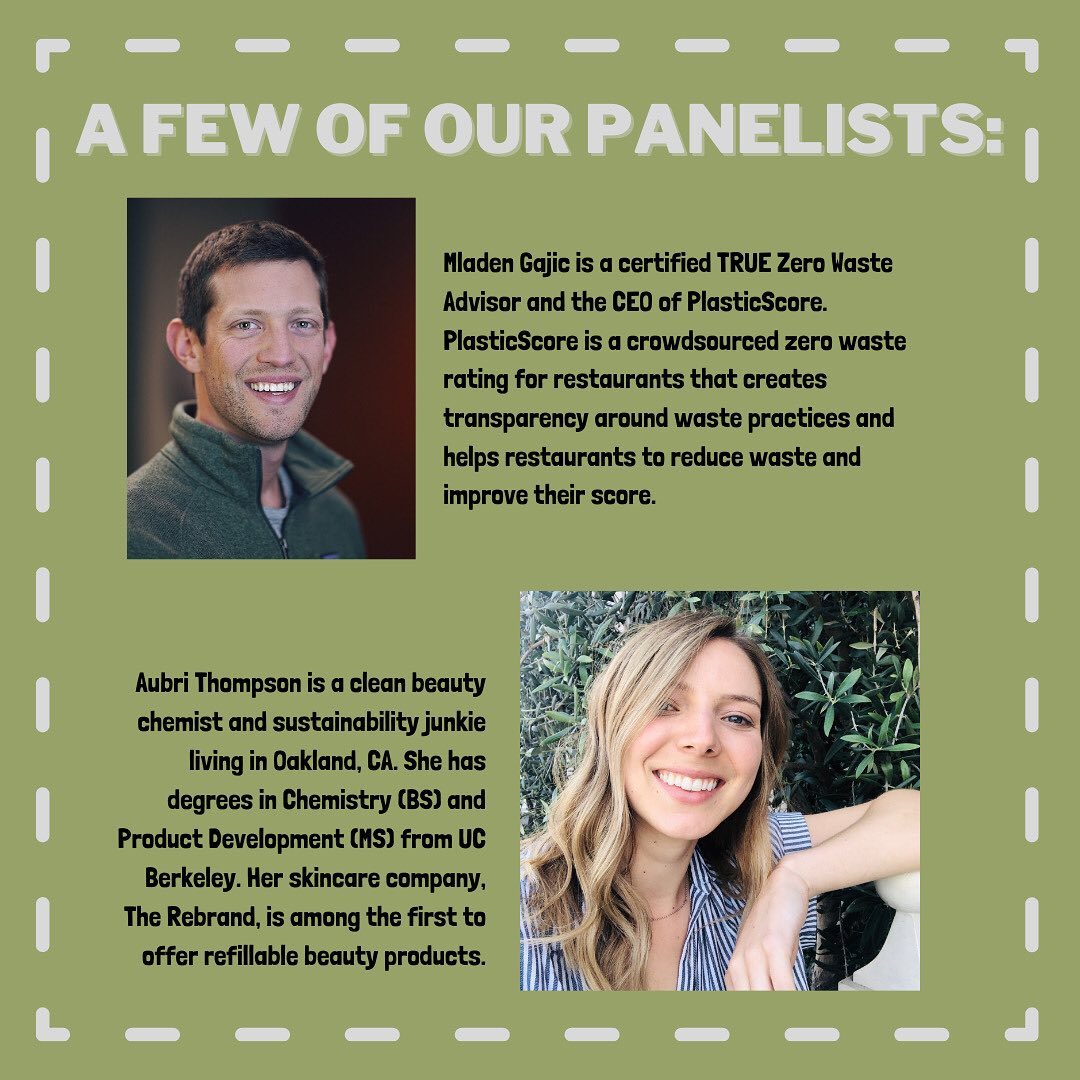 A FEW OF OUR PANELISTS:
Mladen Gajic is a certified TRUE Zero Waste
Advisor and the CEO of PlasticScore.
PlasticScore is a crowdsourced zero waste
rating for restaurants that creates
transparency around waste practices and
helps restaurants to reduce waste and
improve their score.
Aubri Thompson is a clean beauty
chemist and sustainability junkie
living in Oakland, CA. She has
degrees in Chemistry (BS) and
Product Development (MS) from UC
Berkeley. Her skincare company,
The Rebrand, is among the first to
offer refillable beauty products.